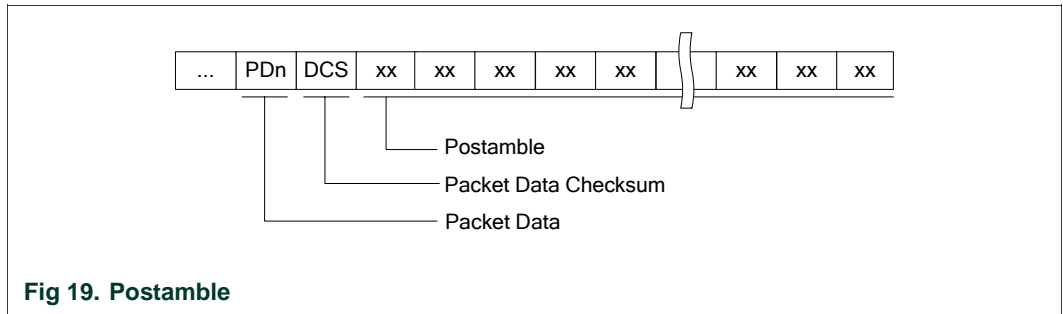 ... PDn DCS xx xx xx xx xx xx xx xx
Postamble
Packet Data Checksum
Packet Data
Fig 19. Postamble